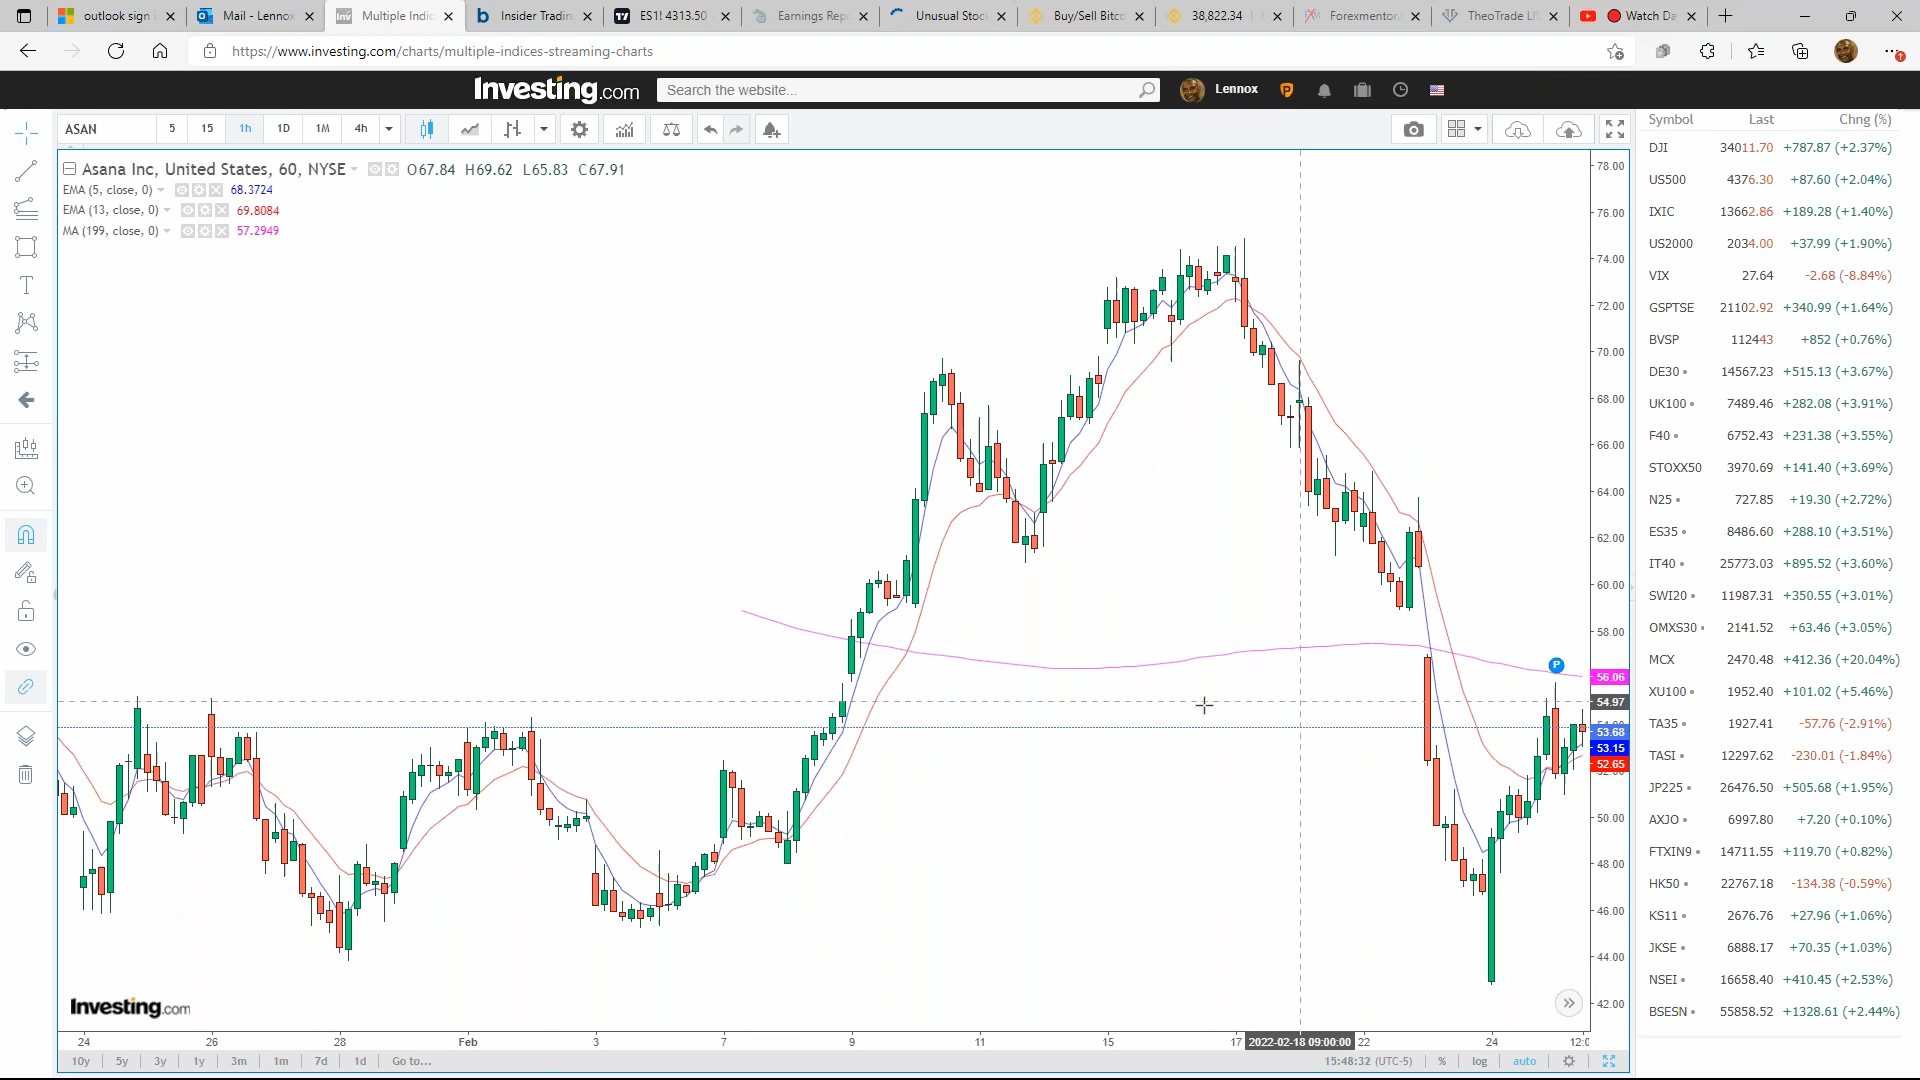 outlook sign i
Mail - Lennox
Multiple Indic
Insider Tradin
ES1! 4313.50
Earnings Rep
Unusual Stoc
Buy/Sell Bitco
38,822.34
Forexmentor.
TheoTrade L
Watch Da
https://www.investing.com/charts/multiple-indices-streaming-charts
Investing.com
Search the website...
Lennox
ASAN 5 15 1h 1D 1M 4h
Asana Inc, United States, 60, NYSE O67.84 H69.62 L65.83 C67.91
EMA (5, close, 0) 68.3724
EMA (13, close, 0) 69.8084
MA (199, close, 0) 57.2949
78.00
76.00
74.00
72.00
70.00
68.00
66.00
64.00
62.00
60.00
58.00
P
56.06
54.97
53.68
53.15
52.65
50.00
48.00
46.00
44.00
42.00
Investing.com
24 26 28 Feb 3 7 9 11 15 17 2022-02-18 09:00:00 22 24 12:0
10y 5y 3y 1y 3m 1m 7d 1d Go to... 15:48:32 (UTC-5) % log auto
Symbol Last Chng (%)
DJI 34011.70 +787.87 (+2.37%)
US500 4376.30 +87.60 (+2.04%)
IXIC 13662.86 +189.28 (+1.40%)
US2000 2034.00 +37.99 (+1.90%)
VIX 27.64 -2.68 (-8.84%)
GSPTSE 21102.92 +340.99 (+1.64%)
BVSP 112443 +852 (+0.76%)
DE30 14567.23 +515.13 (+3.67%)
UK100 7489.46 +282.08 (+3.91%)
F40 6752.43 +231.38 (+3.55%)
STOXX50 3970.69 +141.40 (+3.69%)
N25 727.85 +19.30 (+2.72%)
ES35 8486.60 +288.10 (+3.51%)
IT40 25773.03 +895.52 (+3.60%)
SWI20 11987.31 +350.55 (+3.01%)
OMXS30 2141.52 +63.46 (+3.05%)
MCX 2470.48 +412.36 (+20.04%)
XU100 1952.40 +101.02 (+5.46%)
TA35 1927.41 -57.76 (-2.91%)
TASI 12297.62 -230.01 (-1.84%)
JP225 26476.50 +505.68 (+1.95%)
AXJO 6997.80 +7.20 (+0.10%)
FTXIN9 14711.55 +119.70 (+0.82%)
HK50 22767.18 -134.38 (-0.59%)
KS11 2676.76 +27.96 (+1.06%)
JKSE 6888.17 +70.35 (+1.03%)
NSEI 16658.40 +410.45 (+2.53%)
BSESN 55858.52 +1328.61 (+2.44%)